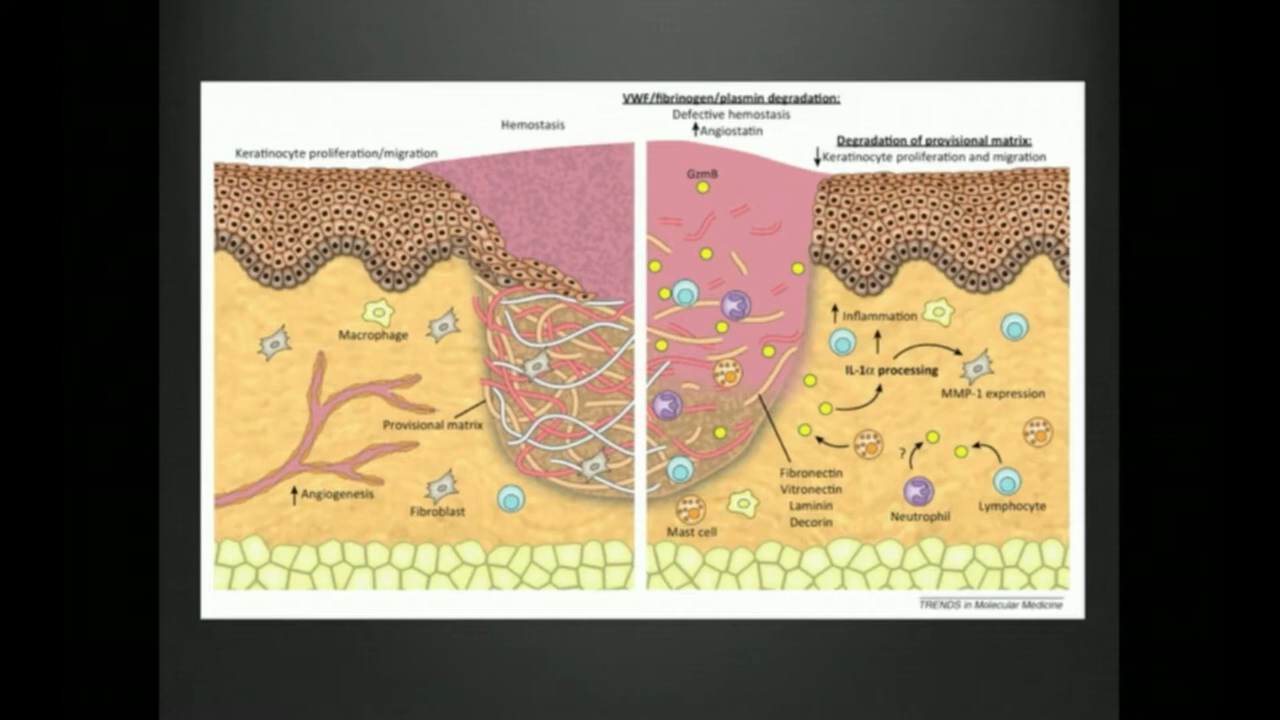 VWF/fibrinogen/plasmin degradation:
Defective hemostasis
↑Angiostatin
Hemostasis
Degradation of provisional matrix:
↓Keratinocyte proliferation and migration
Keratinocyte proliferation/migration
GzmB
↑ Inflammation
Macrophage
IL-1α processing
MMP-1 expression
Provisional matrix
?
Fibronectin
Vitronectin
Laminin
Decorin
↑ Angiogenesis
Fibroblast
Mast cell
Neutrophil
Lymphocyte
TRENDS in Molecular Medicine